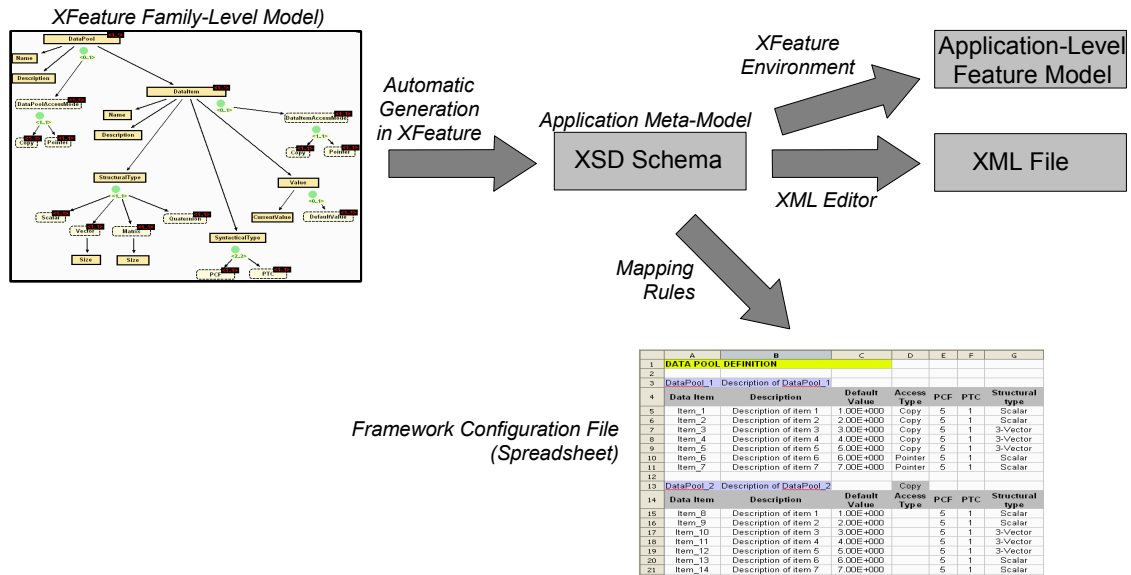 XFeature Family-Level Model)
DataPool
Name
<0..1>
Description
DataItem
DataPoolAccessMode
Name
<0..1>
DataItemAccessMode
<1..1>
Description
<1..1>
Copy
Pointer
Copy
Pointer
StructuralType
Value
<1..1>
<0..1>
Scalar
Quaternion
CurrentValue
DefaultValue
Vector
Matrix
SyntacticalType
<2..2>
Size
Size
PCF
PTC
Automatic
Generation
in XFeature
Application Meta-Model
XSD Schema
XFeature
Environment
Application-Level
Feature Model
XML File
XML Editor
Mapping
Rules
Framework Configuration File
(Spreadsheet)
A B C D E F G
1 DATA POOL DEFINITION
2
3 DataPool_1 Description of DataPool_1
4 Data Item Description Default Value Access Type PCF PTC Structural type
5 Item_1 Description of item 1 1.00E+000 Copy 5 1 Scalar
6 Item_2 Description of item 2 2.00E+000 Copy 5 1 Scalar
7 Item_3 Description of item 3 3.00E+000 Copy 5 1 3-Vector
8 Item_4 Description of item 4 4.00E+000 Copy 5 1 3-Vector
9 Item_5 Description of item 5 5.00E+000 Copy 5 1 3-Vector
10 Item_6 Description of item 6 6.00E+000 Pointer 5 1 Scalar
11 Item_7 Description of item 7 7.00E+000 Pointer 5 1 Scalar
12
13 DataPool_2 Description of DataPool_2 Copy
14 Data Item Description Default Value Access Type PCF PTC Structural type
15 Item_8 Description of item 1 1.00E+000 5 1 Scalar
16 Item_9 Description of item 2 2.00E+000 5 1 Scalar
17 Item_10 Description of item 3 3.00E+000 5 1 3-Vector
18 Item_11 Description of item 4 4.00E+000 5 1 3-Vector
19 Item_12 Description of item 5 5.00E+000 5 1 3-Vector
20 Item_13 Description of item 6 6.00E+000 5 1 Scalar
21 Item_14 Description of item 7 7.00E+000 5 1 Scalar